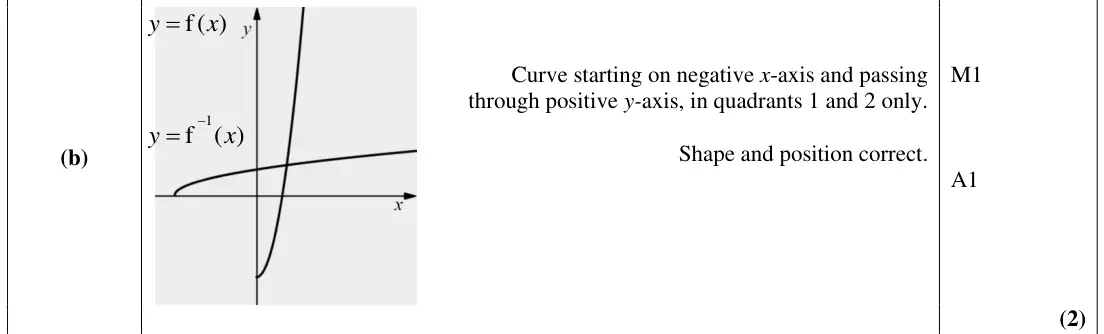 y = f(x)
y
Curve starting on negative x-axis and passing
through positive y-axis, in quadrants 1 and 2 only.
M1
y = f⁻¹(x)
(b)
Shape and position correct.
A1
x
(2)